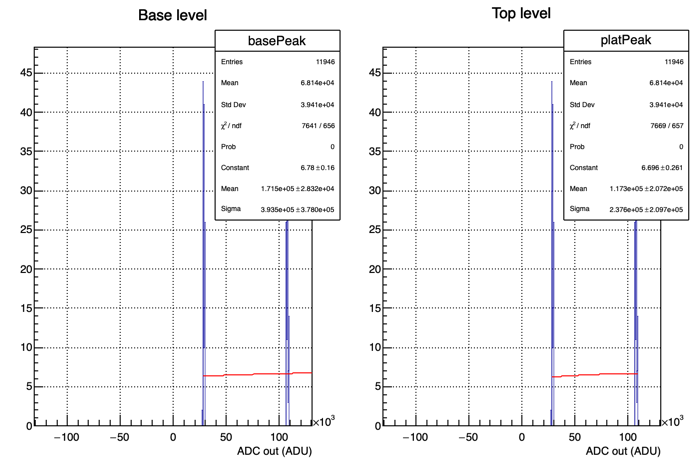 Base level
basePeak
Entries 11946
Mean 6.814e+04
Std Dev 3.941e+04
χ² / ndf 7641 / 656
Prob 0
Constant 6.78±0.16
Mean 1.715e+05±2.832e+04
Sigma 3.935e+05±3.780e+05
45
40
35
30
25
20
15
10
5
0
−100 −50 0 50 100
×10³
ADC out (ADU)
Top level
platPeak
Entries 11946
Mean 6.814e+04
Std Dev 3.941e+04
χ² / ndf 7669 / 657
Prob 0
Constant 6.696±0.261
Mean 1.173e+05±2.072e+05
Sigma 2.376e+05±2.097e+05
45
40
35
30
25
20
15
10
5
0
−100 −50 0 50 100
×10³
ADC out (ADU)